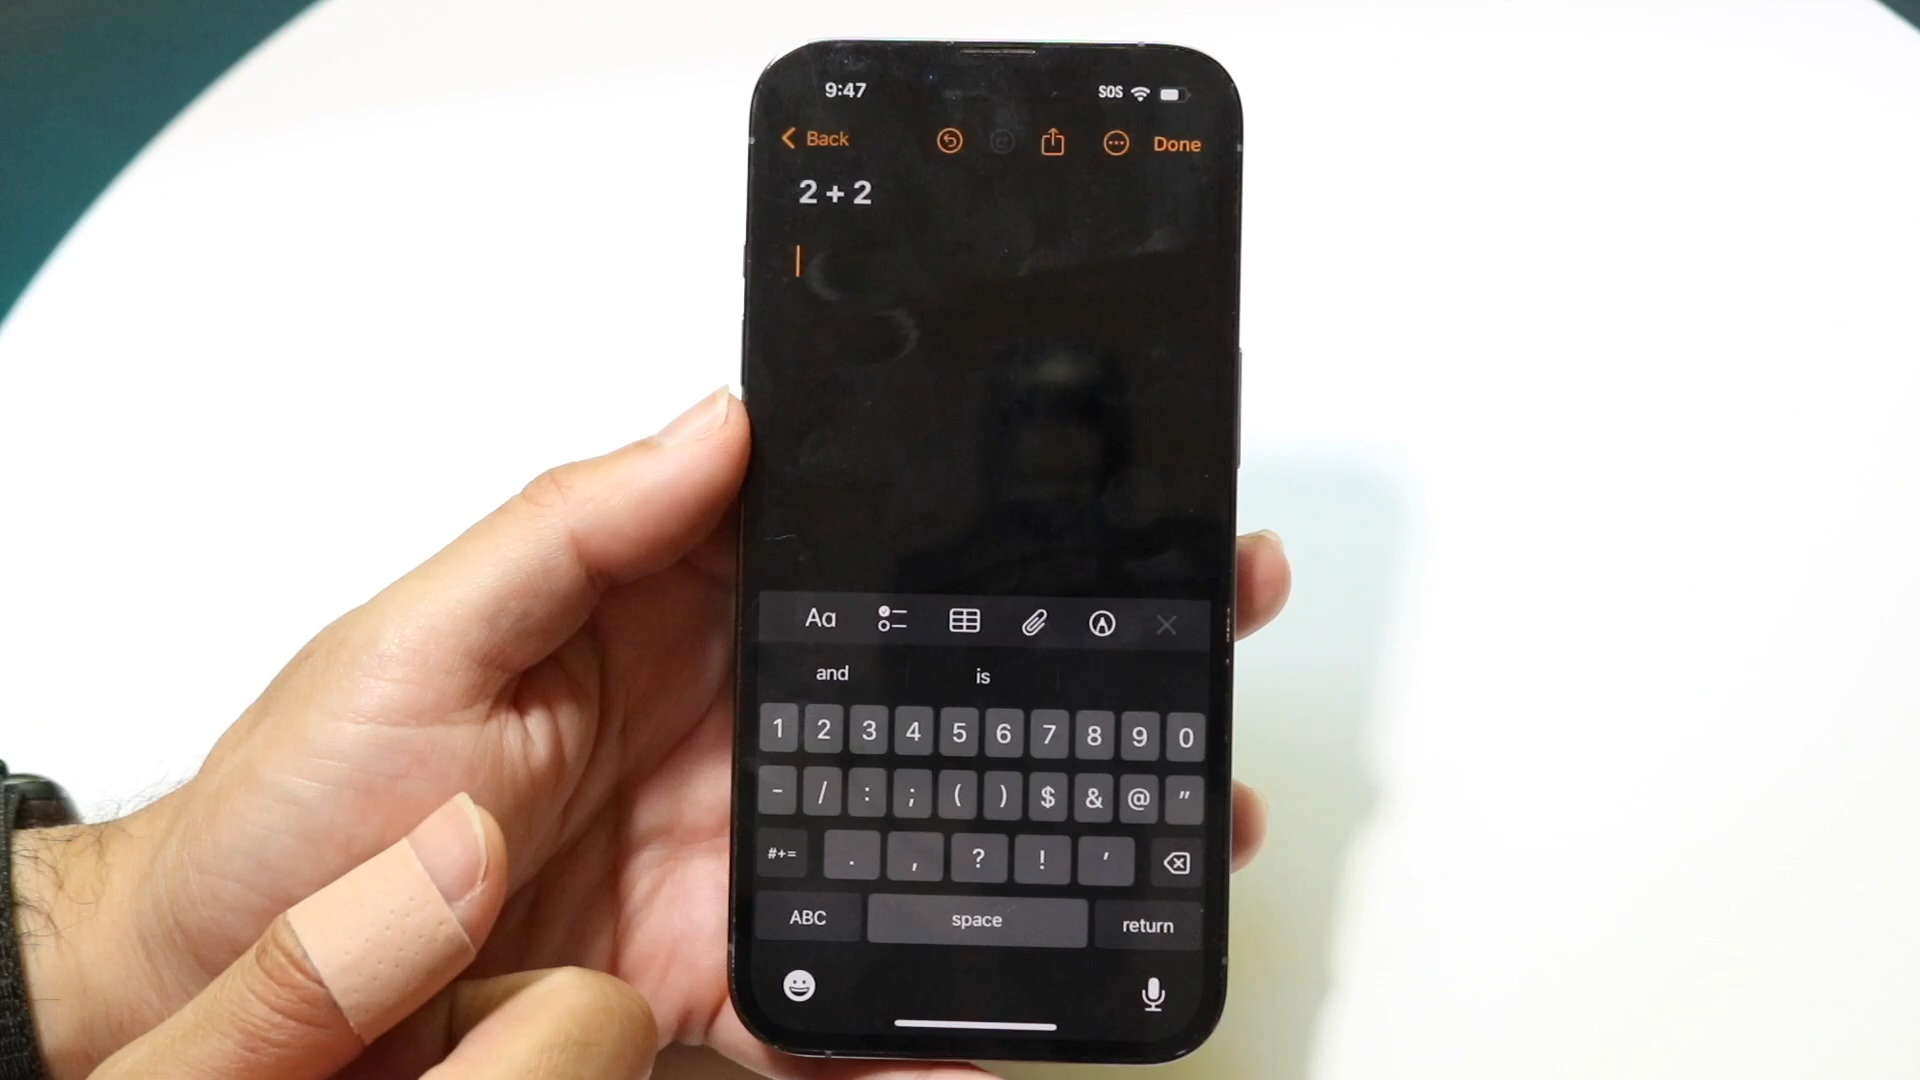 9:47 SOS
Back Done
2 + 2
Aa
and is
1 2 3 4 5 6 7 8 9 0
- / : ; ( ) $ & @ "
#+= . , ? ! '
ABC space return